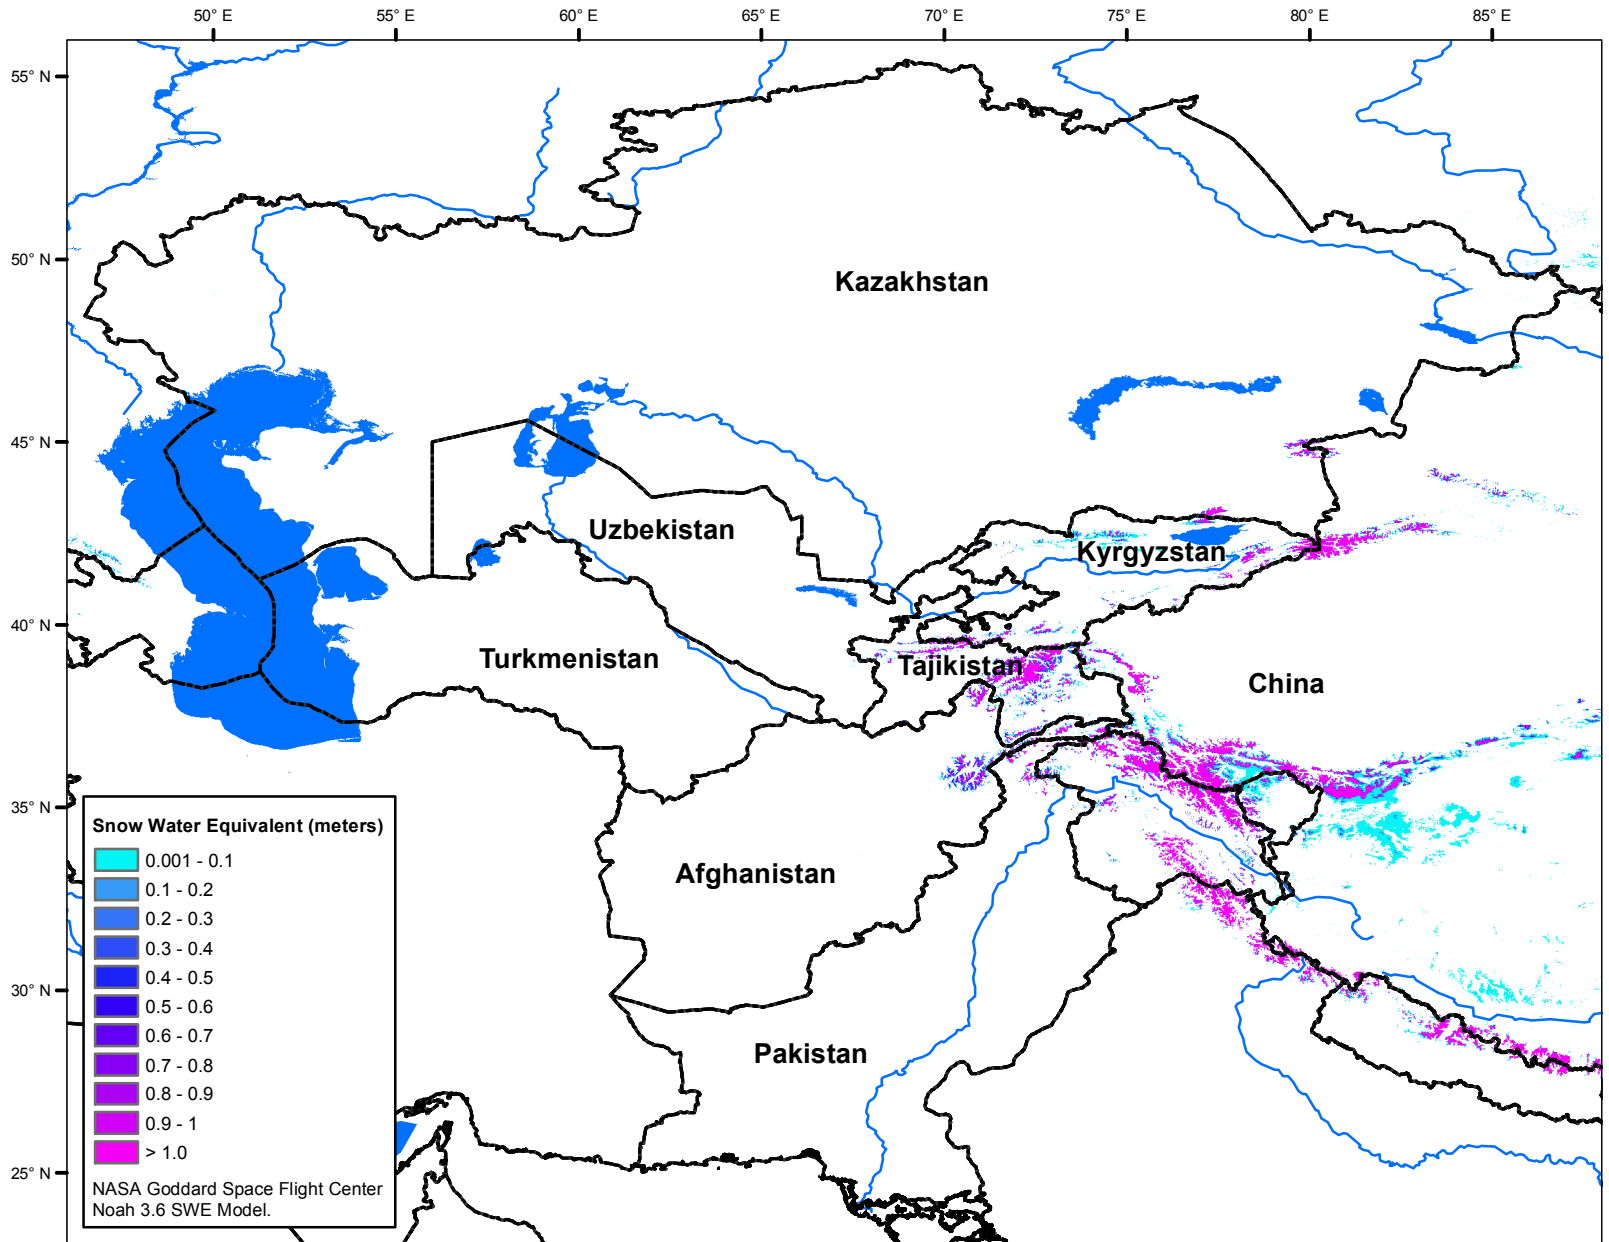 50° E 55° E 60° E 65° E 70° E 75° E 80° E 85° E
55° N
50° N
Kazakhstan
45° N
Uzbekistan
Kyrgyzstan
40° N
Turkmenistan
Tajikistan
China
35° N
Snow Water Equivalent (meters)
0.001 - 0.1
0.1 - 0.2
0.2 - 0.3
0.3 - 0.4
0.4 - 0.5
0.5 - 0.6
0.6 - 0.7
0.7 - 0.8
0.8 - 0.9
0.9 - 1
> 1.0
NASA Goddard Space Flight Center
Noah 3.6 SWE Model.
Afghanistan
30° N
Pakistan
25° N